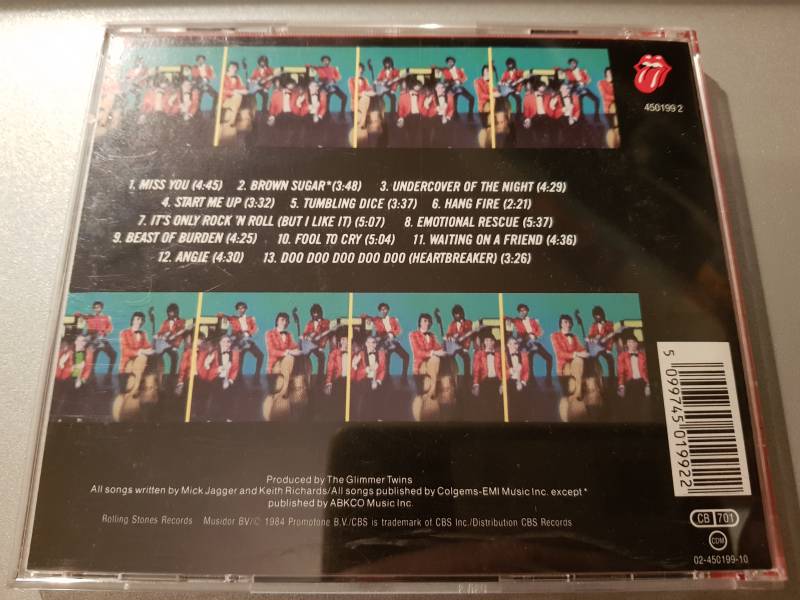 450199 2
1. MISS YOU (4:45) 2. BROWN SUGAR* (3:48) 3. UNDERCOVER OF THE NIGHT (4:29)
4. START ME UP (3:32) 5. TUMBLING DICE (3:37) 6. HANG FIRE (2:21)
7. IT'S ONLY ROCK 'N ROLL (BUT I LIKE IT) (5:07) 8. EMOTIONAL RESCUE (5:37)
9. BEAST OF BURDEN (4:25) 10. FOOL TO CRY (5:04) 11. WAITING ON A FRIEND (4:36)
12. ANGIE (4:30) 13. DOO DOO DOO DOO DOO (HEARTBREAKER) (3:26)
5 099745 019922
Produced by The Glimmer Twins
All songs written by Mick Jagger and Keith Richards/All songs published by Colgems-EMI Music Inc. except*
published by ABKCO Music Inc.
Rolling Stones Records Musidor BV/© 1984 Promotone B.V./CBS is trademark of CBS Inc./Distribution CBS Records
CB 701
CDM
02-450199-10